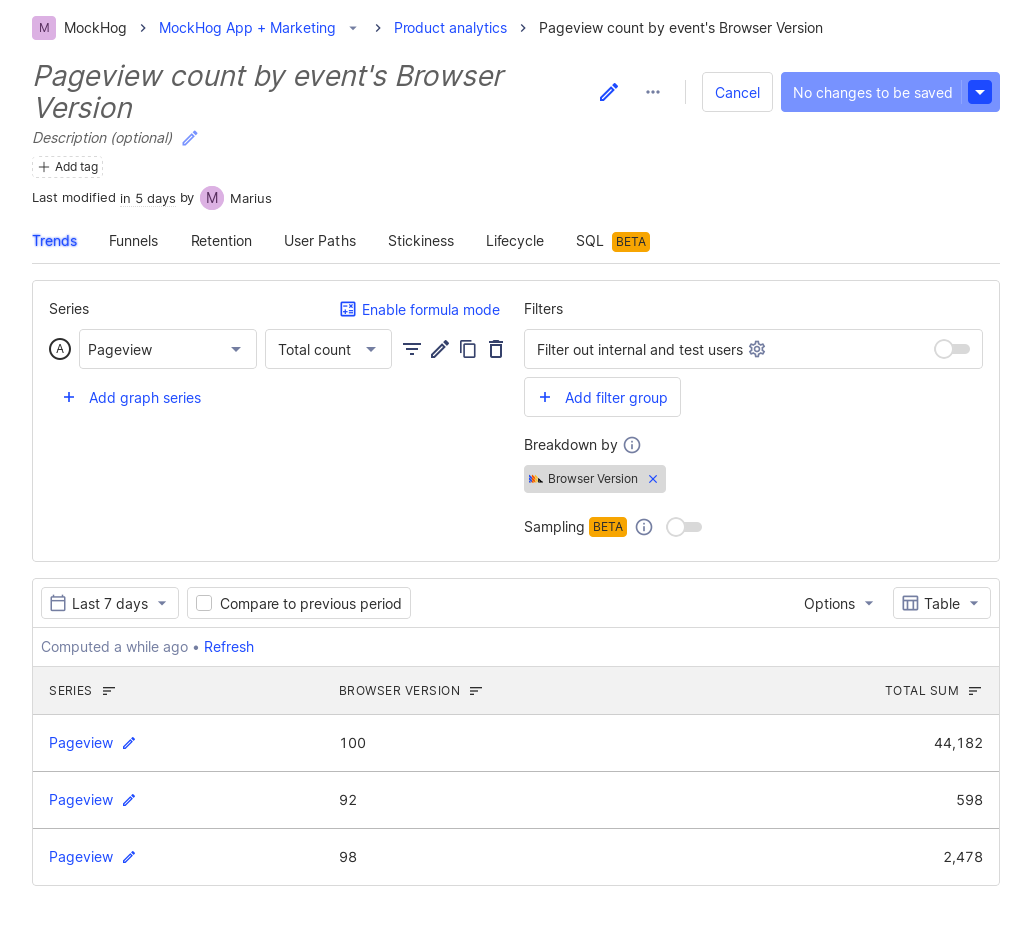 M MockHog MockHog App + Marketing Product analytics Pageview count by event's Browser Version
Pageview count by event's Browser
Version
Cancel No changes to be saved
Description (optional)
Add tag
Last modified in 5 days by M Marius
Trends Funnels Retention User Paths Stickiness Lifecycle SQL BETA
Series Enable formula mode
A Pageview Total count
Add graph series
Filters
Filter out internal and test users
Add filter group
Breakdown by
Browser Version
Sampling BETA
Last 7 days Compare to previous period Options Table
Computed a while ago • Refresh
SERIES BROWSER VERSION TOTAL SUM
Pageview 100 44,182
Pageview 92 598
Pageview 98 2,478